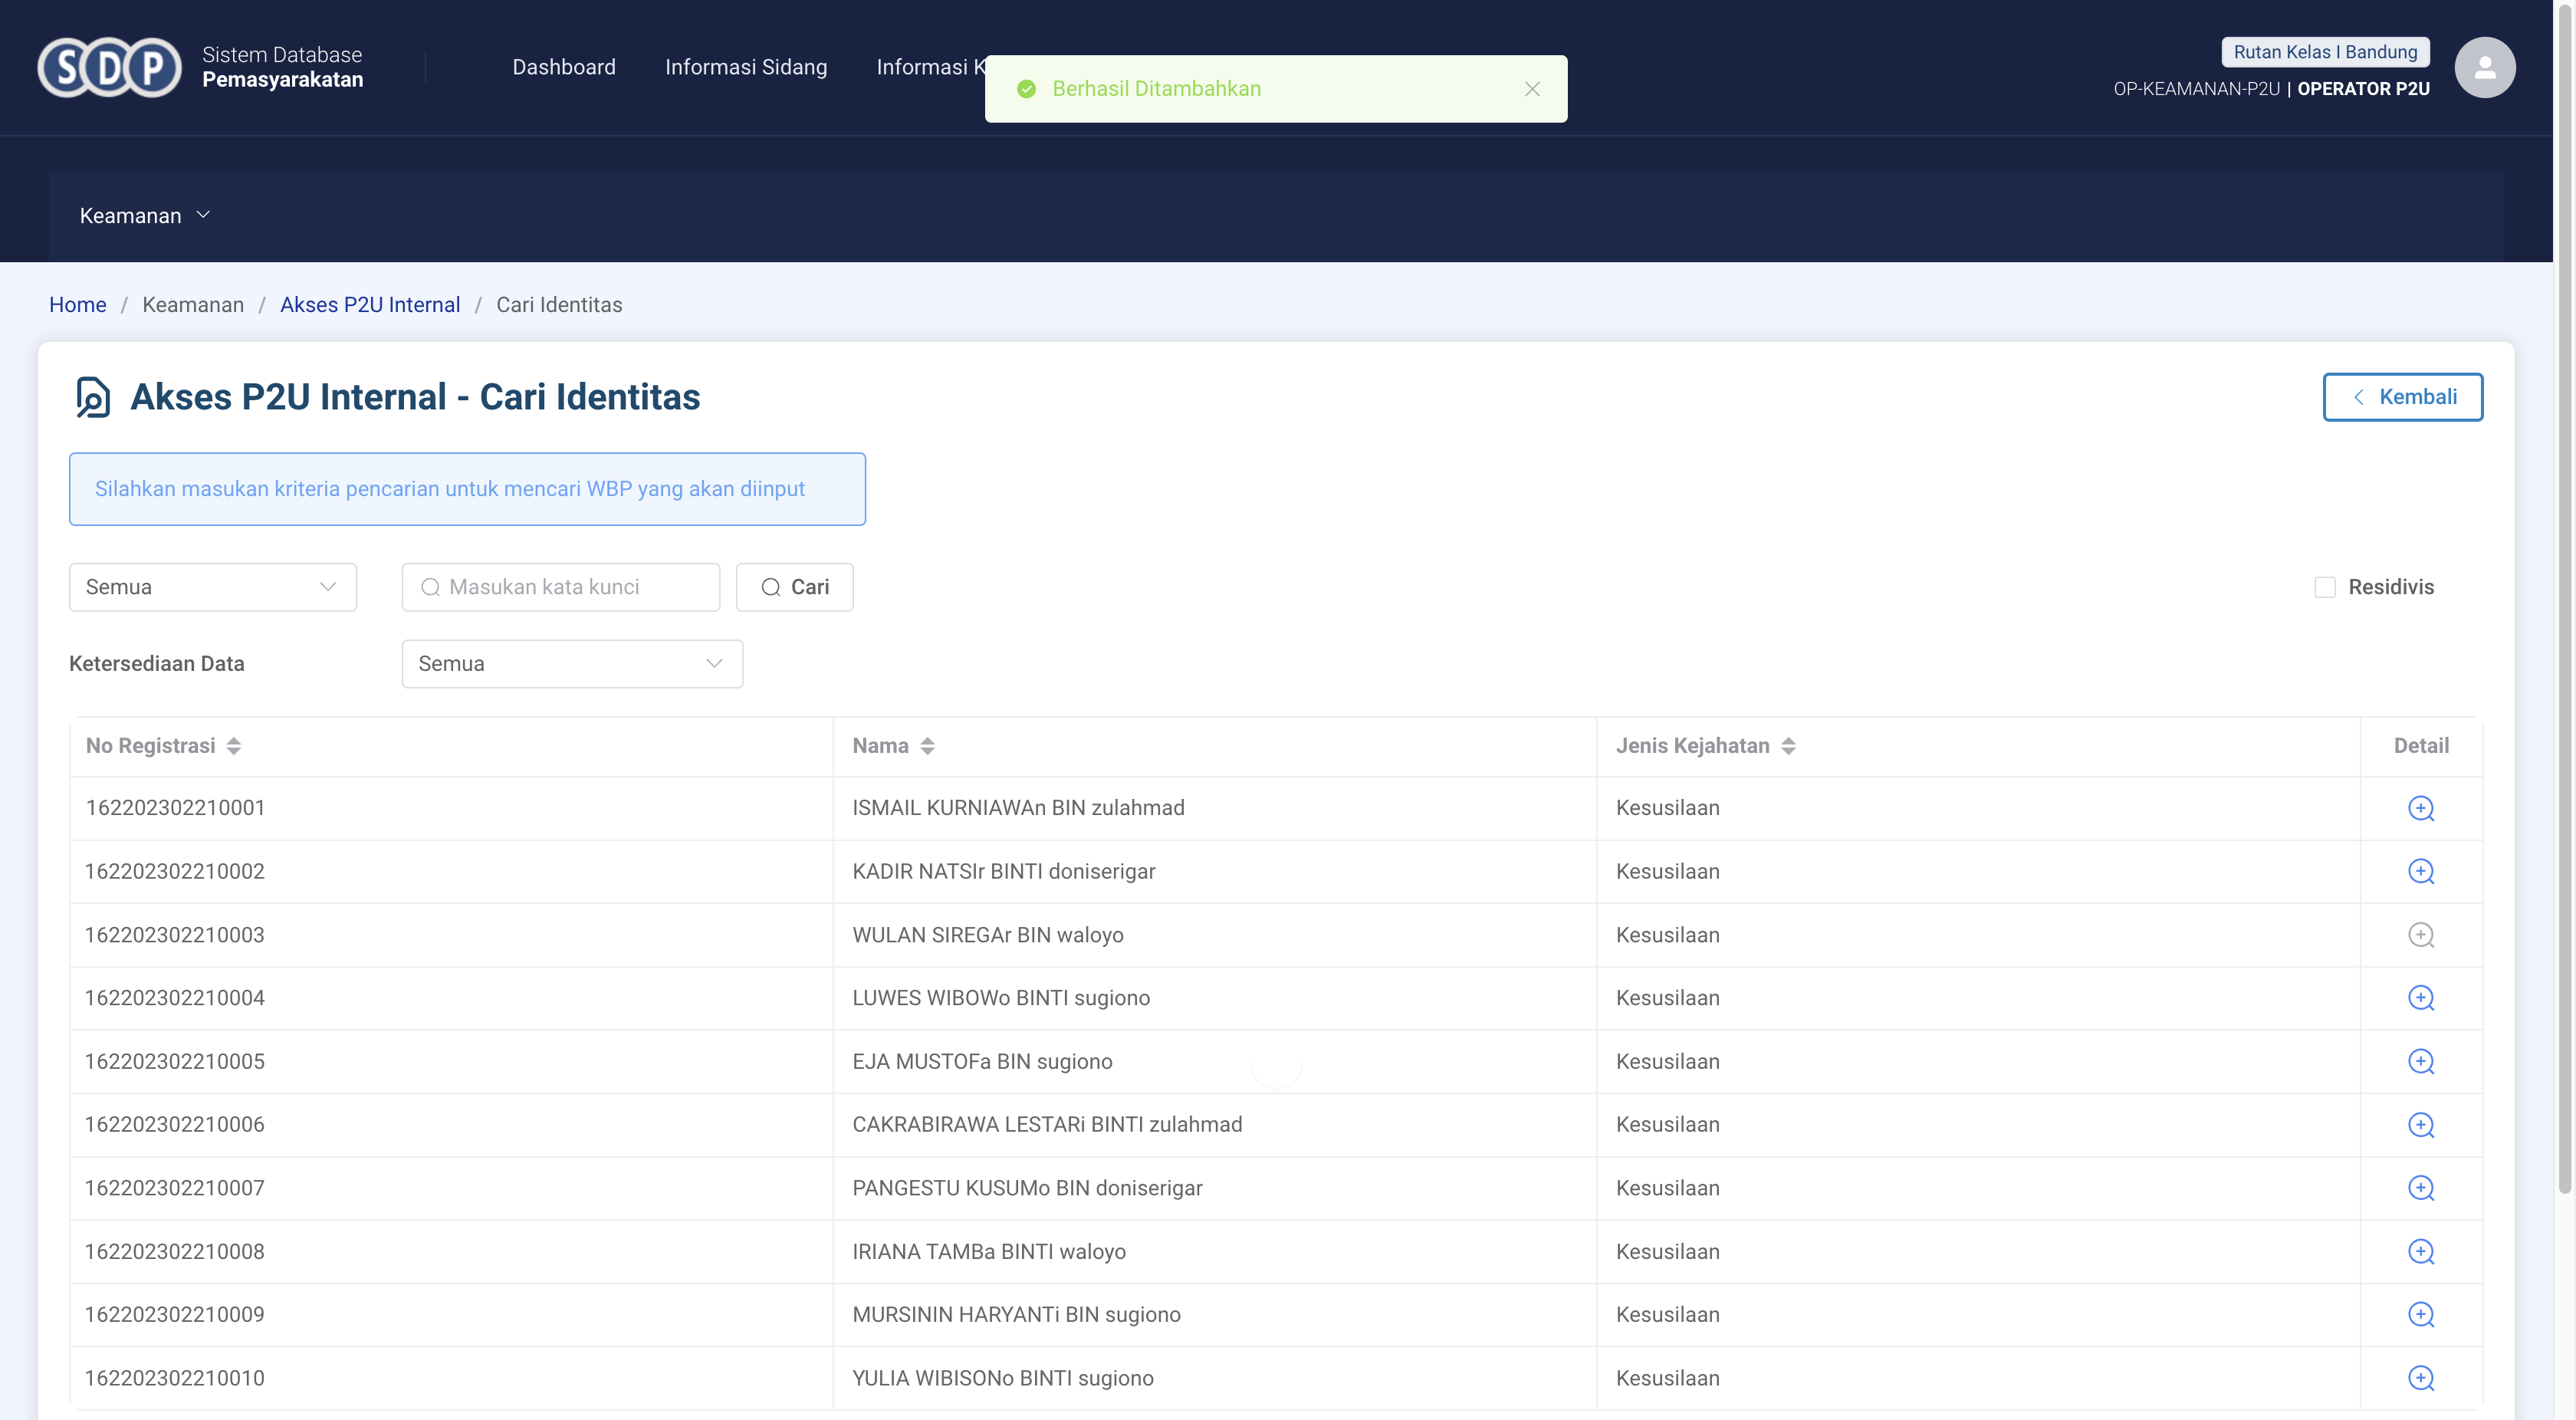 SDP
Sistem Database
Pemasyarakatan
Dashboard
Informasi Sidang
Informasi K
Berhasil Ditambahkan
Rutan Kelas I Bandung
OP-KEAMANAN-P2U | OPERATOR P2U
Keamanan
Home / Keamanan / Akses P2U Internal / Cari Identitas
Akses P2U Internal - Cari Identitas
Kembali
Silahkan masukan kriteria pencarian untuk mencari WBP yang akan diinput
Semua
Masukan kata kunci
Cari
Residivis
Ketersediaan Data
Semua
No Registrasi Nama Jenis Kejahatan Detail
162202302210001 ISMAIL KURNIAWAn BIN zulahmad Kesusilaan
162202302210002 KADIR NATSIr BINTI doniserigar Kesusilaan
162202302210003 WULAN SIREGAr BIN waloyo Kesusilaan
162202302210004 LUWES WIBOWo BINTI sugiono Kesusilaan
162202302210005 EJA MUSTOFa BIN sugiono Kesusilaan
162202302210006 CAKRABIRAWA LESTARi BINTI zulahmad Kesusilaan
162202302210007 PANGESTU KUSUMo BIN doniserigar Kesusilaan
162202302210008 IRIANA TAMBa BINTI waloyo Kesusilaan
162202302210009 MURSININ HARYANTi BIN sugiono Kesusilaan
162202302210010 YULIA WIBISONo BINTI sugiono Kesusilaan